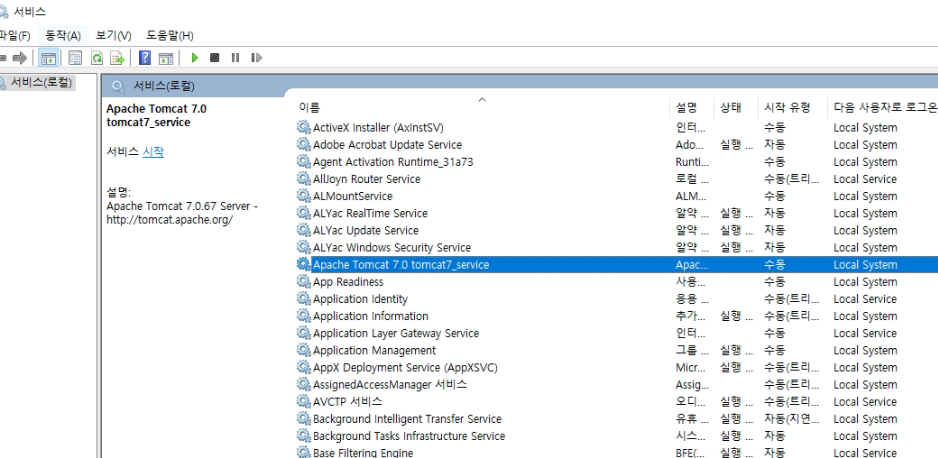 서비스
파일(F) 동작(A) 보기(V) 도움말(H)
서비스(로컬)
서비스(로컬)
Apache Tomcat 7.0
tomcat7_service
서비스 시작
설명:
Apache Tomcat 7.0.67 Server -
http://tomcat.apache.org/
이름 설명 상태 시작 유형 다음 사용자로 로그온
ActiveX Installer (AxInstSV) 인터... 수동 Local System
Adobe Acrobat Update Service Ado... 실행 ... 자동 Local System
Agent Activation Runtime_31a73 Runti... 수동 Local System
AllJoyn Router Service 로컬 ... 수동(트리... Local Service
ALMountService ALM... 수동 Local System
ALYac RealTime Service 알약 ... 실행 ... 자동 Local System
ALYac Update Service 알약 ... 실행 ... 자동 Local System
ALYac Windows Security Service 알약 ... 실행 ... 자동 Local System
Apache Tomcat 7.0 tomcat7_service Apac... 수동 Local System
App Readiness 사용... 수동 Local System
Application Identity 응용 ... 수동(트리... Local Service
Application Information 추가... 실행 ... 수동(트리... Local System
Application Layer Gateway Service 인터... 수동 Local Service
Application Management 그룹 ... 실행 ... 수동 Local System
AppX Deployment Service (AppXSVC) Micr... 실행 ... 수동(트리... Local System
AssignedAccessManager 서비스 Assig... 수동(트리... Local System
AVCTP 서비스 오디... 실행 ... 수동(트리... Local Service
Background Intelligent Transfer Service 유휴 ... 실행 ... 자동(지연... Local System
Background Tasks Infrastructure Service 시스... 실행 ... 자동 Local System
Base Filtering Engine BFE(... 실행 ... 자동 Local Service